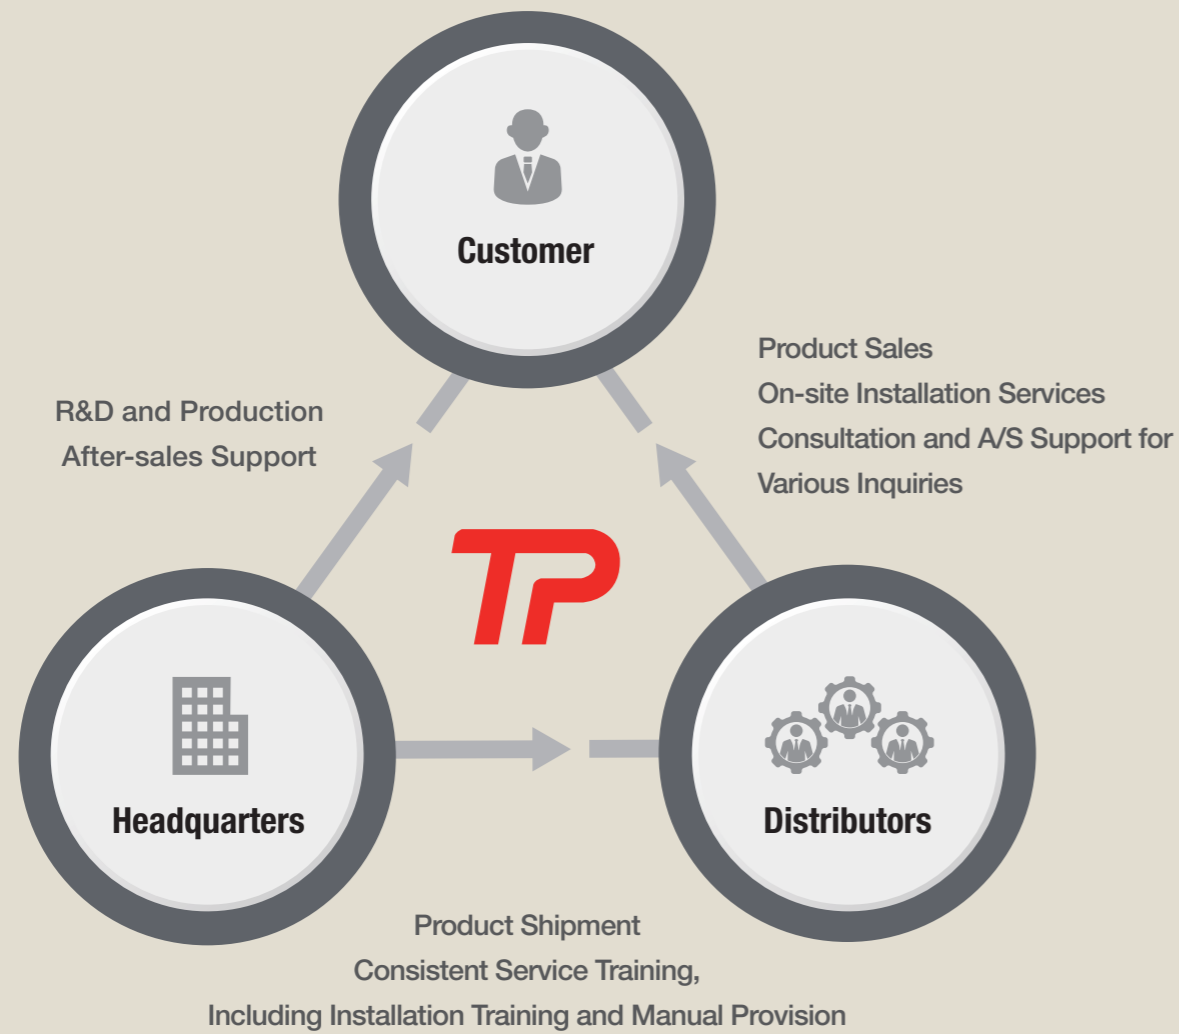 Customer
Product Sales
On-site Installation Services
Consultation and A/S Support for
Various Inquiries
R&D and Production
After-sales Support
TP
Headquarters
Distributors
Product Shipment
Consistent Service Training,
Including Installation Training and Manual Provision